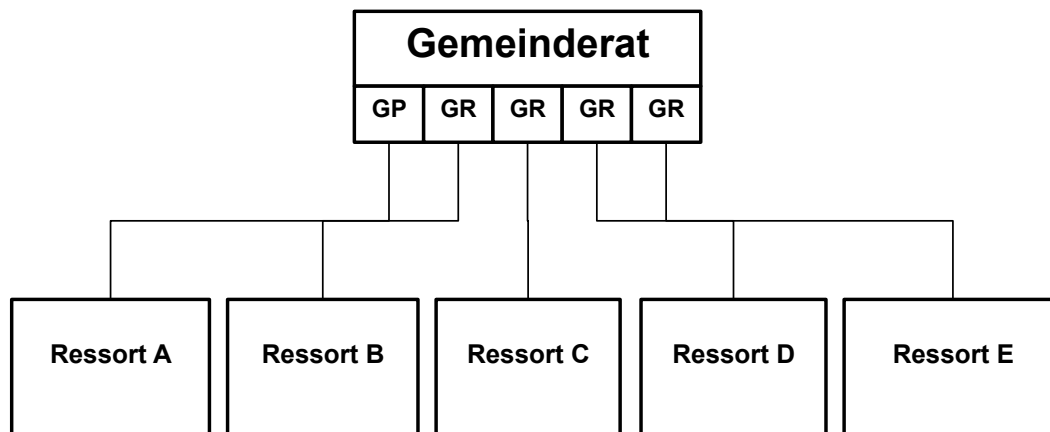 Gemeinderat
GP GR GR GR GR
Ressort A Ressort B Ressort C Ressort D Ressort E